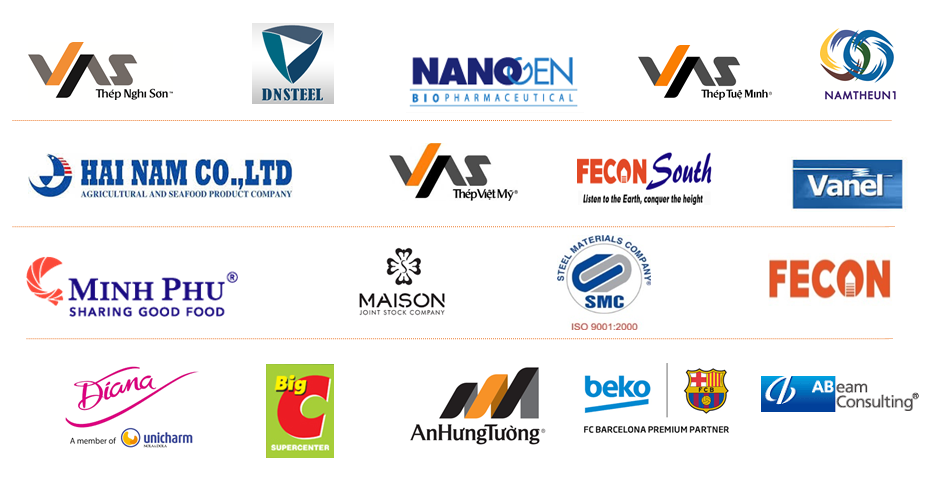 VAS
Thép Nghi Sơn™
DNSTEEL
NANOGEN
BIOPHARMACEUTICAL
VAS
Thép Tuệ Minh®
NAMTHEUN1
HAI NAM CO.,LTD
AGRICULTURAL AND SEAFOOD PRODUCT COMPANY
VAS
Thép Việt Mỹ®
FECON South
Listen to the Earth, conquer the height
Vanel
MINH PHU®
SHARING GOOD FOOD
MAISON
JOINT STOCK COMPANY
STEEL MATERIALS COMPANY®
SMC
ISO 9001:2000
FECON
Diana
A member of unicharm
Big
C
SUPERCENTER
AnHưngTường®
beko
FCB
FC BARCELONA PREMIUM PARTNER
ABeam
Consulting®